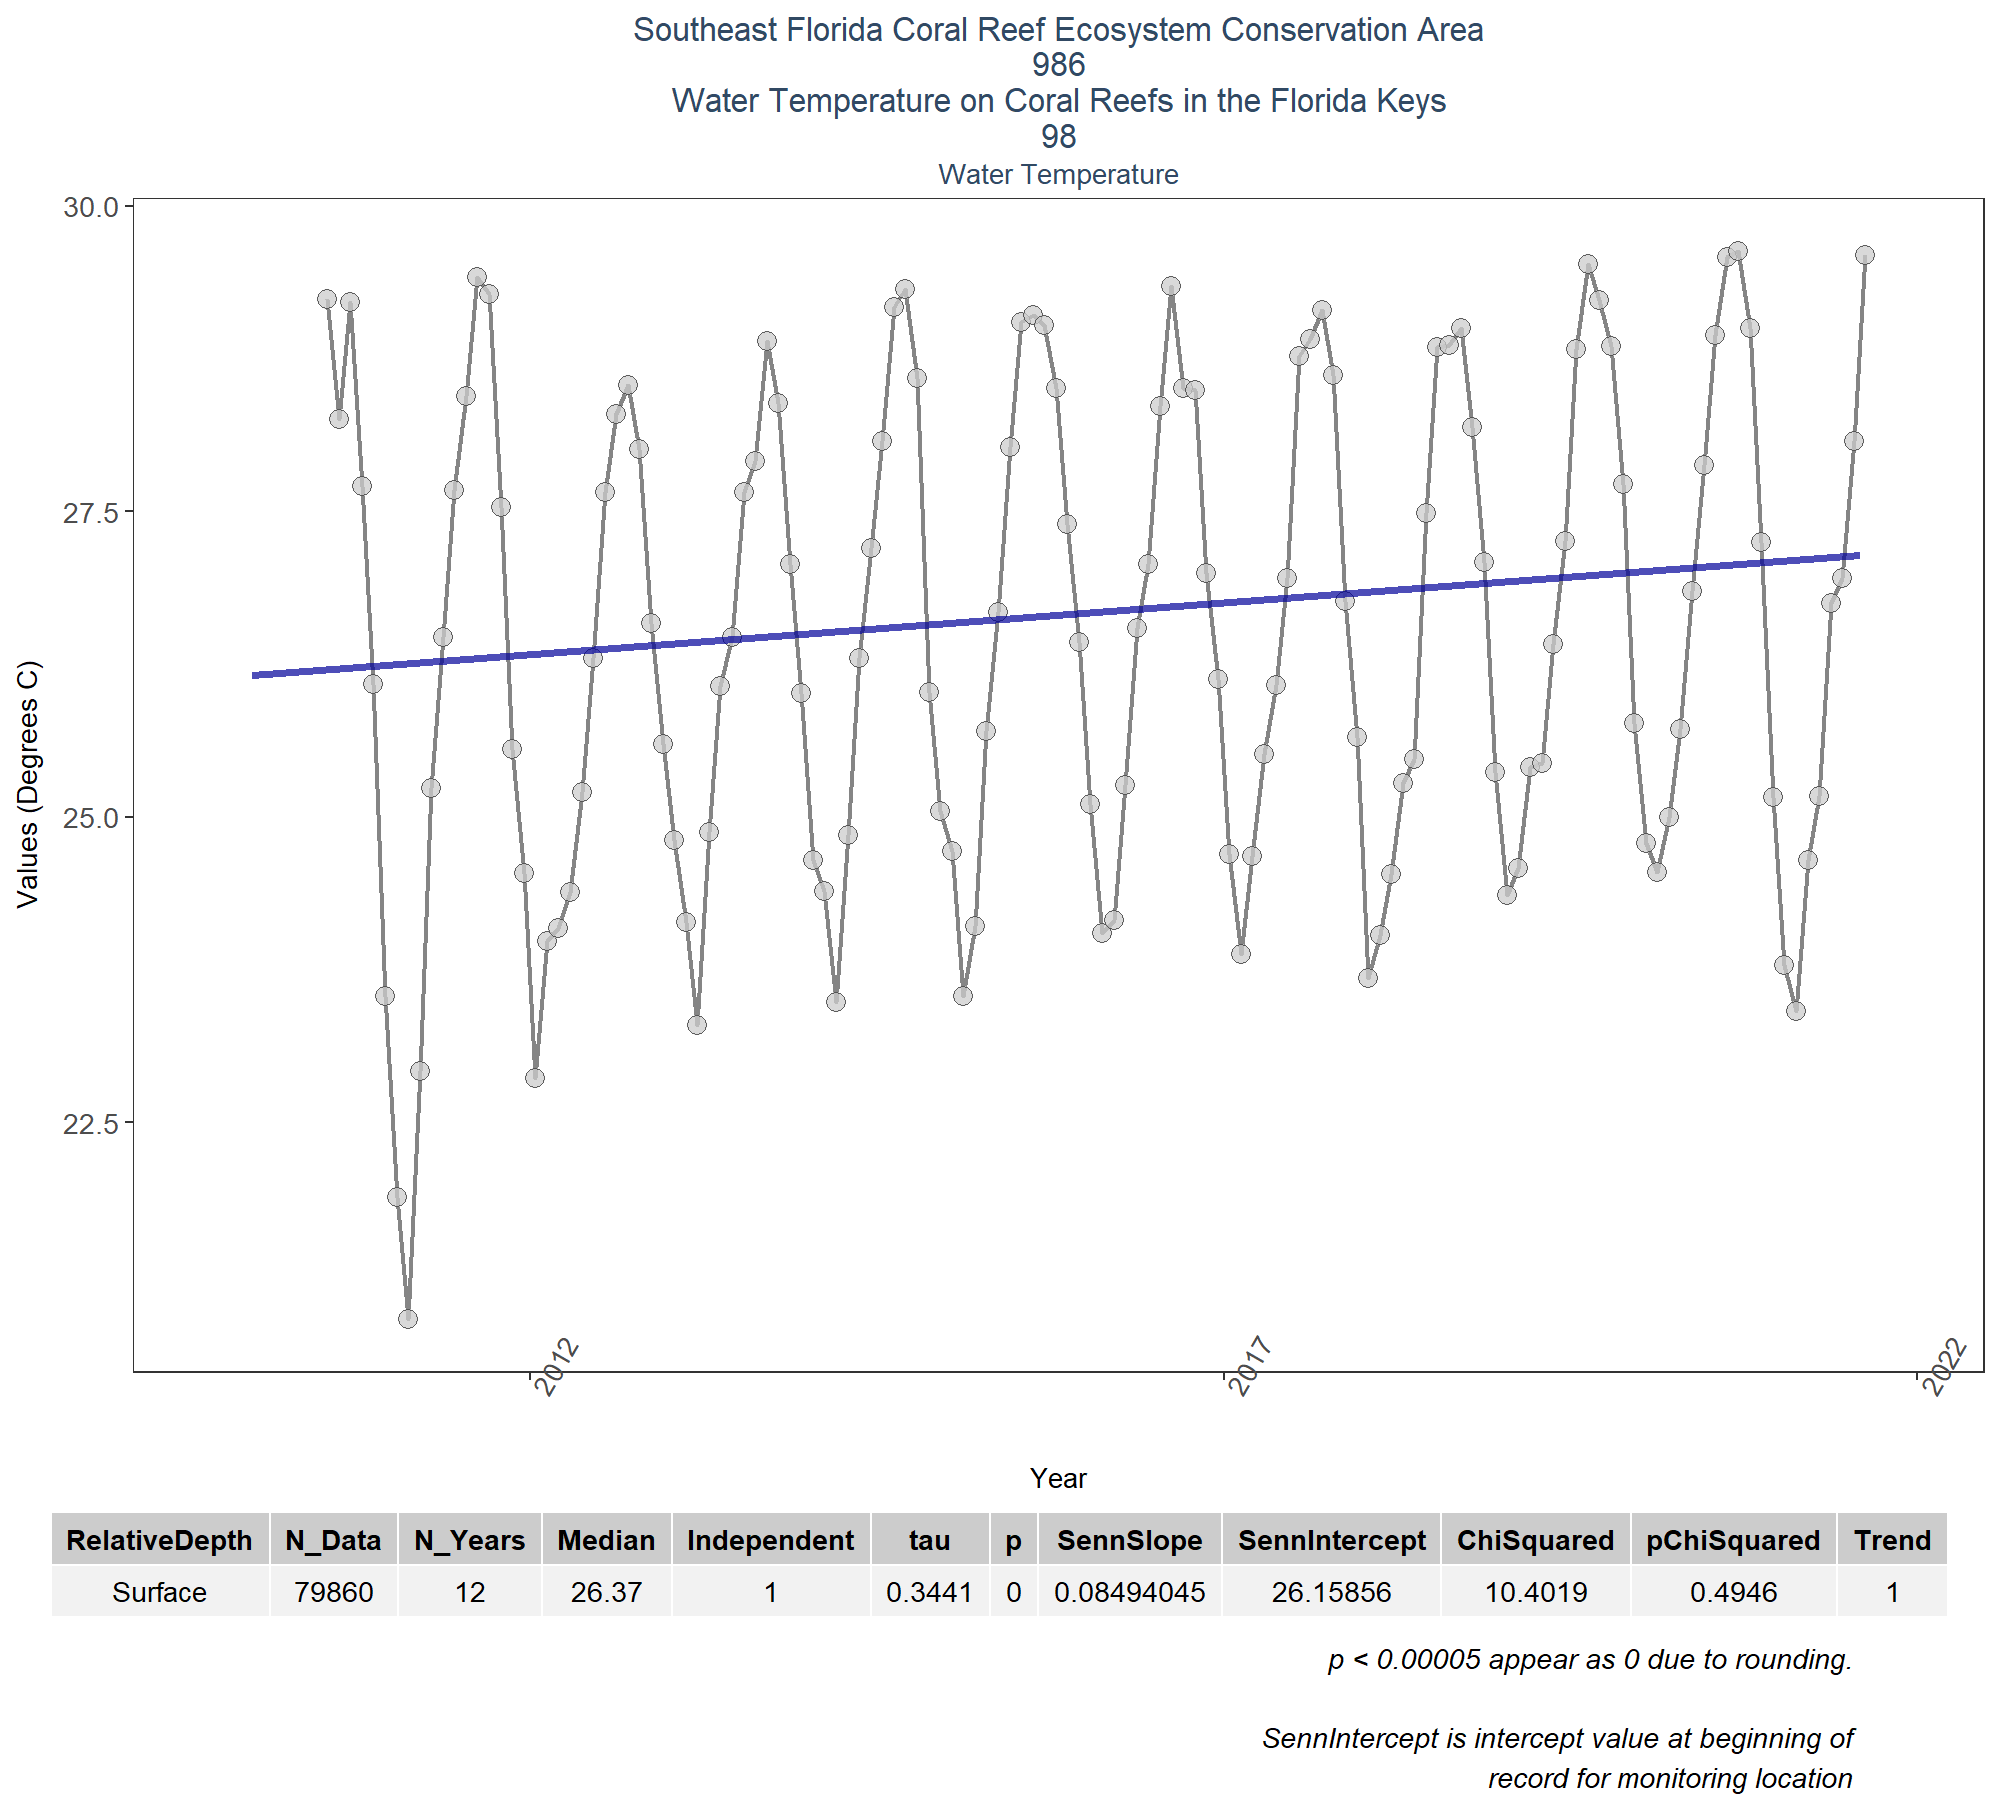 Southeast Florida Coral Reef Ecosystem Conservation Area
986
Water Temperature on Coral Reefs in the Florida Keys
98
Water Temperature
30.0
27.5
25.0
22.5
Values (Degrees C)
2012
2017
2022
Year
RelativeDepth N_Data N_Years Median Independent tau p SennSlope SennIntercept ChiSquared pChiSquared Trend
Surface 79860 12 26.37 1 0.3441 0 0.08494045 26.15856 10.4019 0.4946 1
p < 0.00005 appear as 0 due to rounding.
SennIntercept is intercept value at beginning of
record for monitoring location